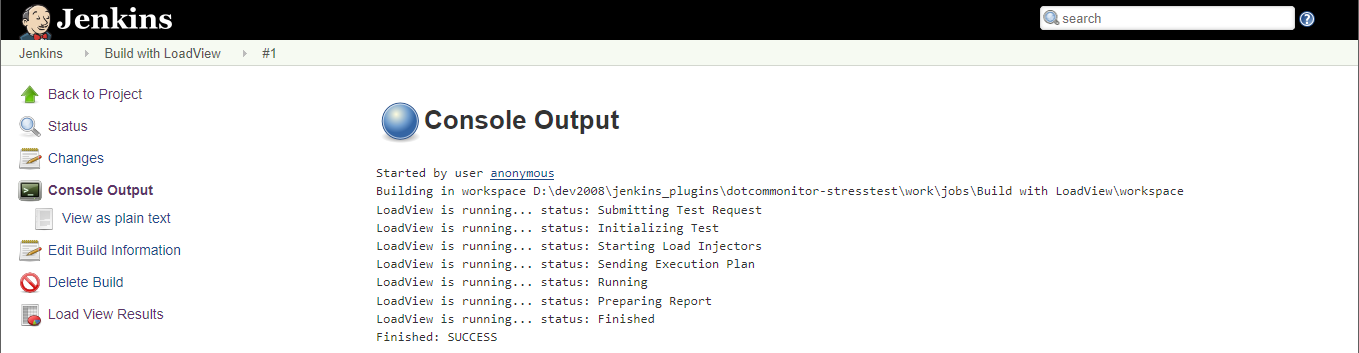 Jenkins
search
?
Jenkins Build with LoadView #1
Back to Project
Status
Changes
Console Output
View as plain text
Edit Build Information
Delete Build
Load View Results
Console Output
Started by user anonymous
Building in workspace D:\dev2008\jenkins_plugins\dotcommonitor-stresstest\work\jobs\Build with LoadView\workspace
LoadView is running... status: Submitting Test Request
LoadView is running... status: Initializing Test
LoadView is running... status: Starting Load Injectors
LoadView is running... status: Sending Execution Plan
LoadView is running... status: Running
LoadView is running... status: Preparing Report
LoadView is running... status: Finished
Finished: SUCCESS